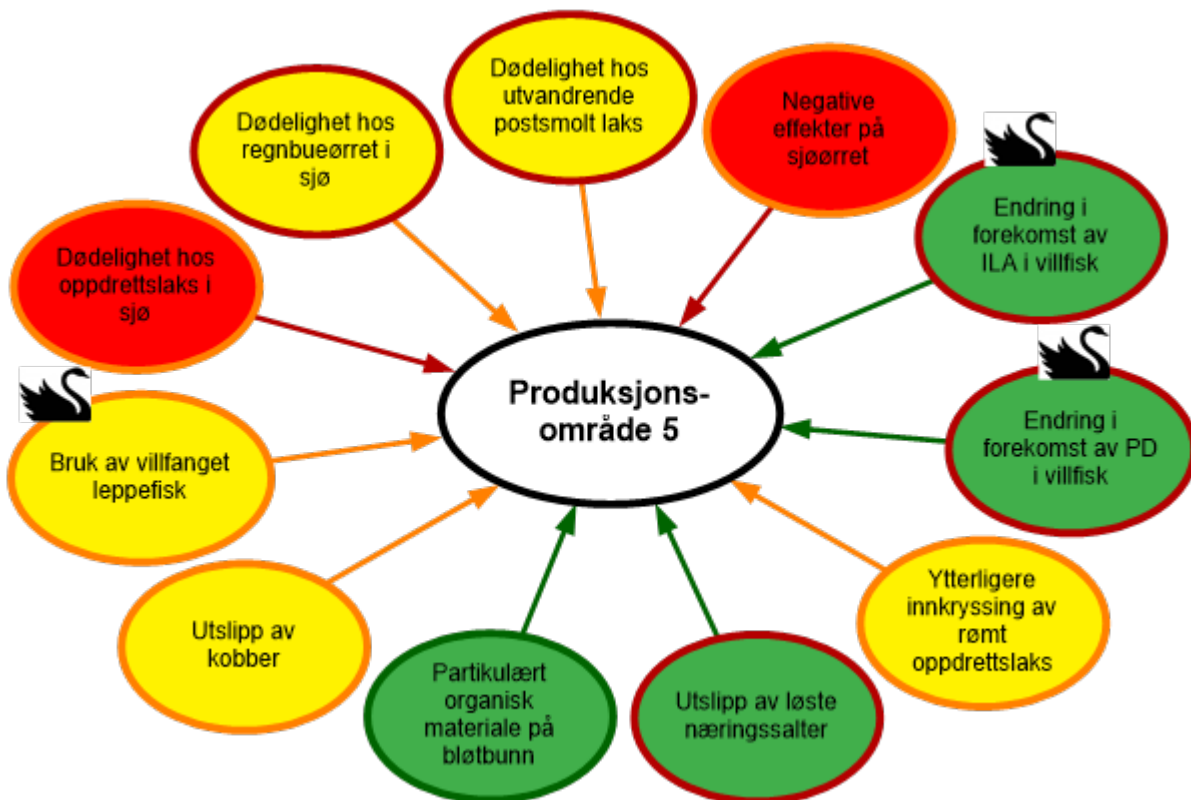 Dødelighet hos
utvandrende
postsmolt laks
Negative
effekter på
sjøørret
Dødelighet hos
regnbueørret i
sjø
Endring i
forekomst av
ILA i villfisk
Dødelighet hos
oppdrettslaks i
sjø
Produksjons-
område 5
Endring i
forekomst av PD
i villfisk
Bruk av villfanget
leppefisk
Ytterligere
innkryssing av
rømt
oppdrettslaks
Utslipp av
kobber
Partikulært
organisk
materiale på
bløtbunn
Utslipp av løste
næringssalter